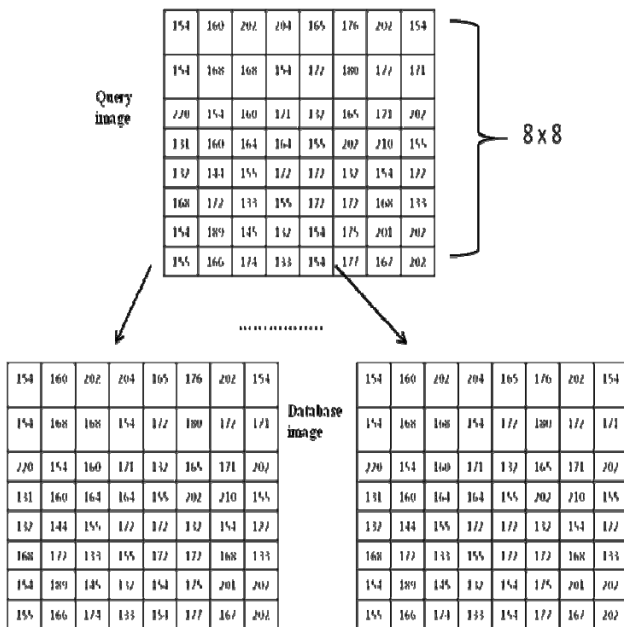 154 160 202 204 165 176 202 154
154 168 168 154 172 180 172 171
Query
image
220 154 160 171 132 165 171 202
131 160 164 164 155 202 210 155
8 x 8
132 144 155 172 172 132 154 122
168 172 133 155 172 172 168 133
154 189 145 132 154 175 201 202
155 166 174 133 154 177 167 202
................
154 160 202 204 165 176 202 154
154 168 168 154 172 180 172 171
220 154 160 171 132 165 171 202
131 160 164 164 155 202 210 155
132 144 155 172 172 132 154 122
168 172 133 155 172 172 168 133
154 189 145 132 154 175 201 202
155 166 174 133 154 177 167 202
Database
image
154 160 202 204 165 176 202 154
154 168 168 154 172 180 172 171
220 154 160 171 132 165 171 202
131 160 164 164 155 202 210 155
132 144 155 172 172 132 154 122
168 172 133 155 172 172 168 133
154 189 145 132 154 175 201 202
155 166 174 133 154 177 167 202